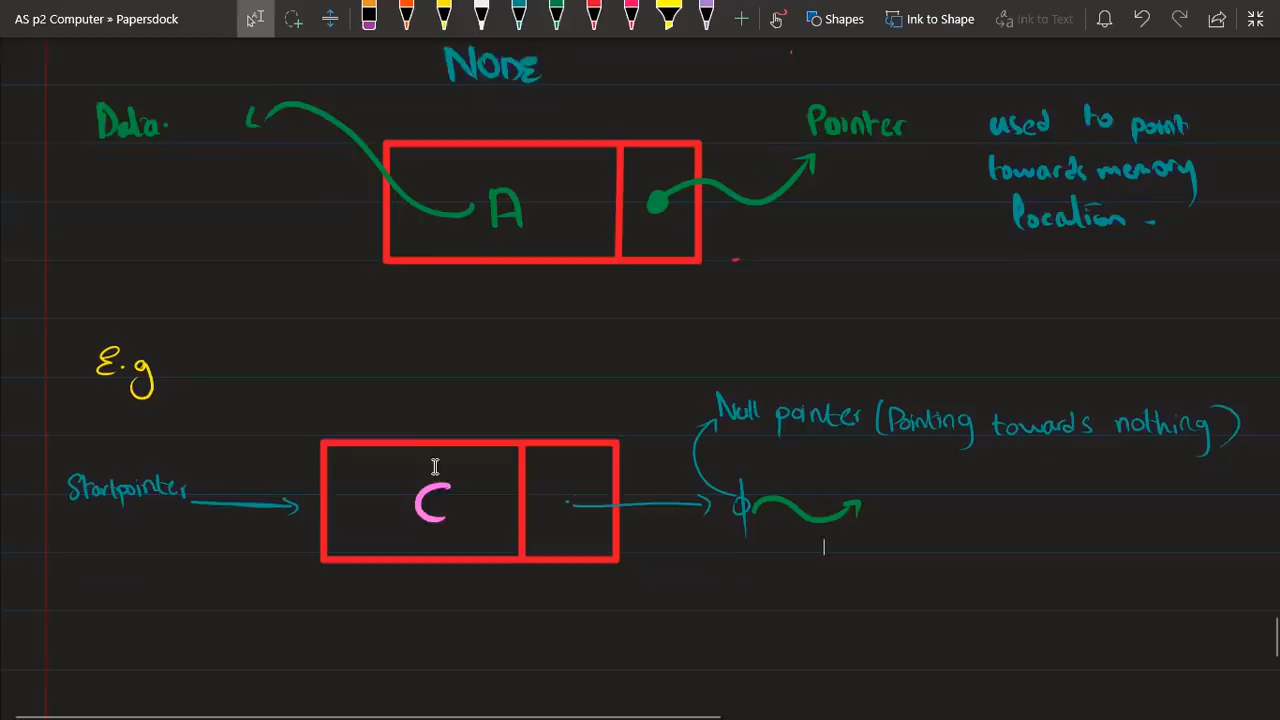 AS p2 Computer » Papersdock
Shapes
Ink to Shape
Ink to Text
NODE
Data.
Pointer
used to point
towards memory
location -
A
E.g
Null pointer (Pointing towards nothing)
Startpointer
C
ϕ